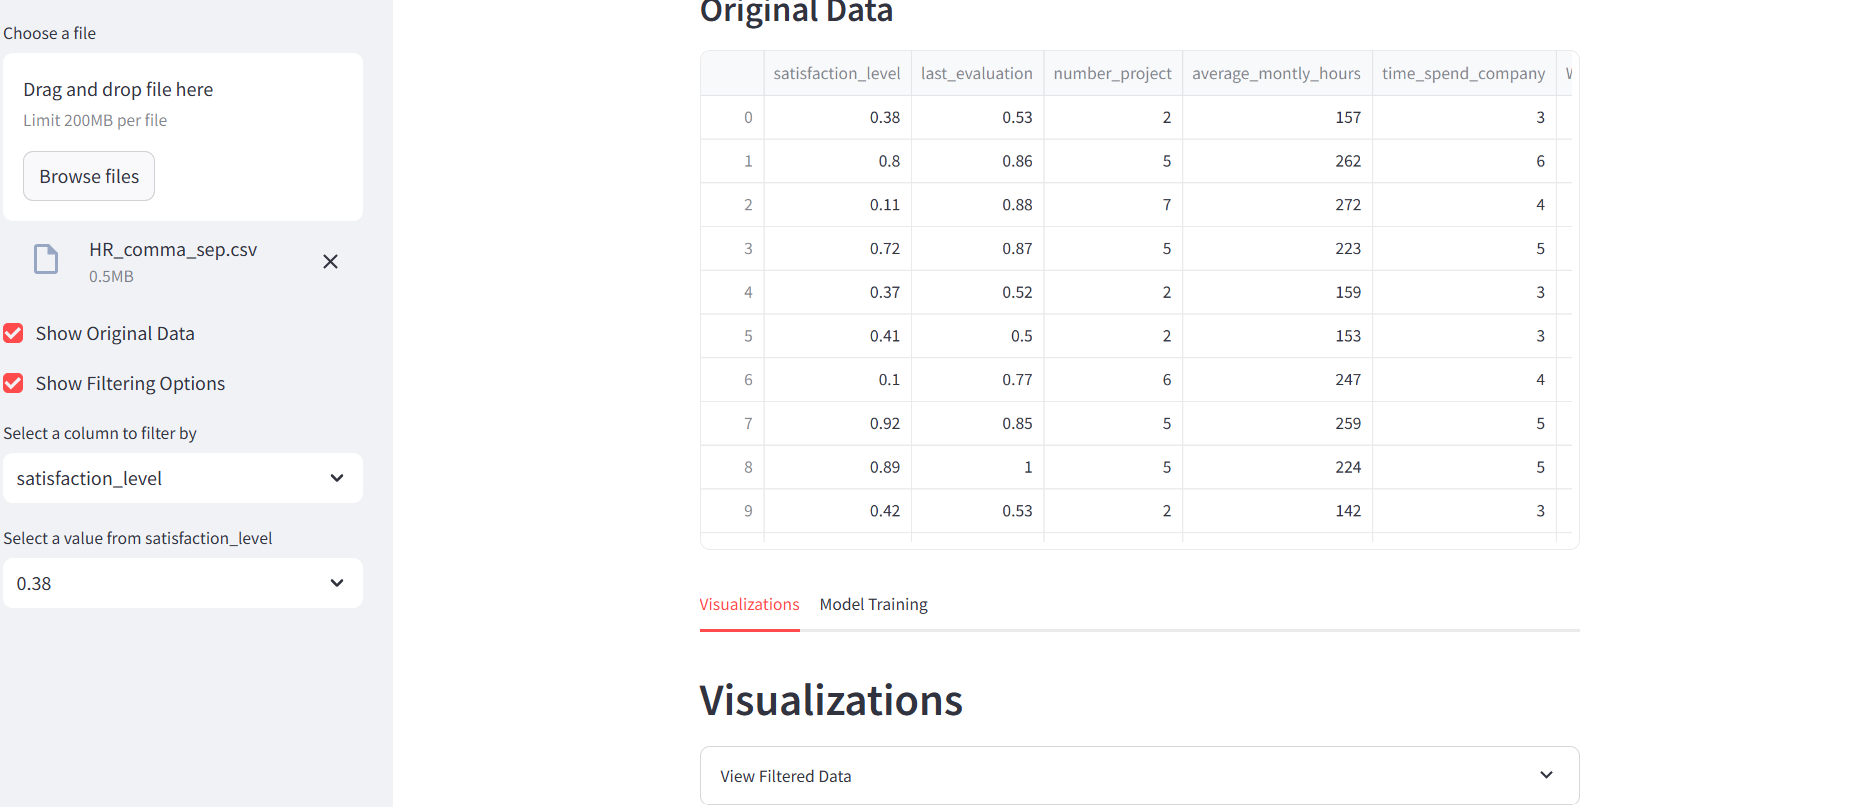 Choose a file
Drag and drop file here
Limit 200MB per file
Browse files
HR_comma_sep.csv
0.5MB
Show Original Data
Show Filtering Options
Select a column to filter by
satisfaction_level
Select a value from satisfaction_level
0.38
Original Data
satisfaction_level last_evaluation number_project average_montly_hours time_spend_company
0 0.38 0.53 2 157 3
1 0.8 0.86 5 262 6
2 0.11 0.88 7 272 4
3 0.72 0.87 5 223 5
4 0.37 0.52 2 159 3
5 0.41 0.5 2 153 3
6 0.1 0.77 6 247 4
7 0.92 0.85 5 259 5
8 0.89 1 5 224 5
9 0.42 0.53 2 142 3
Visualizations Model Training
Visualizations
View Filtered Data